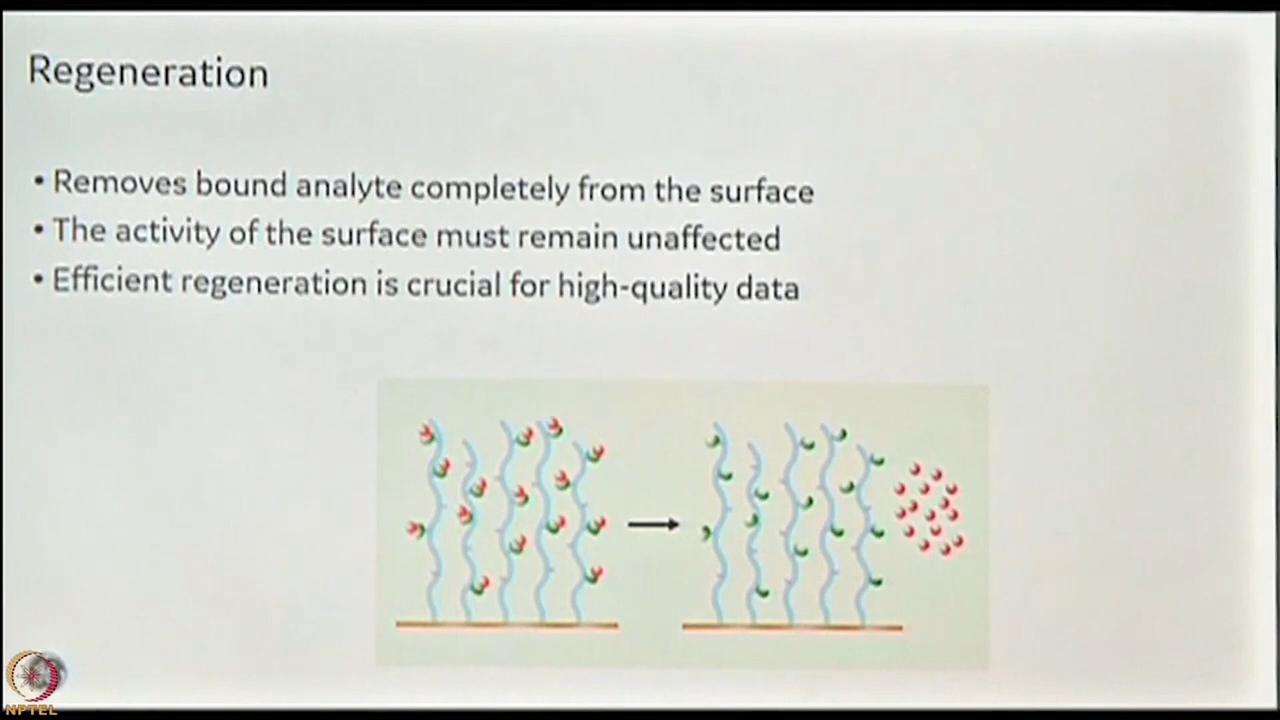 Regeneration
• Removes bound analyte completely from the surface
• The activity of the surface must remain unaffected
• Efficient regeneration is crucial for high-quality data
NPTEL